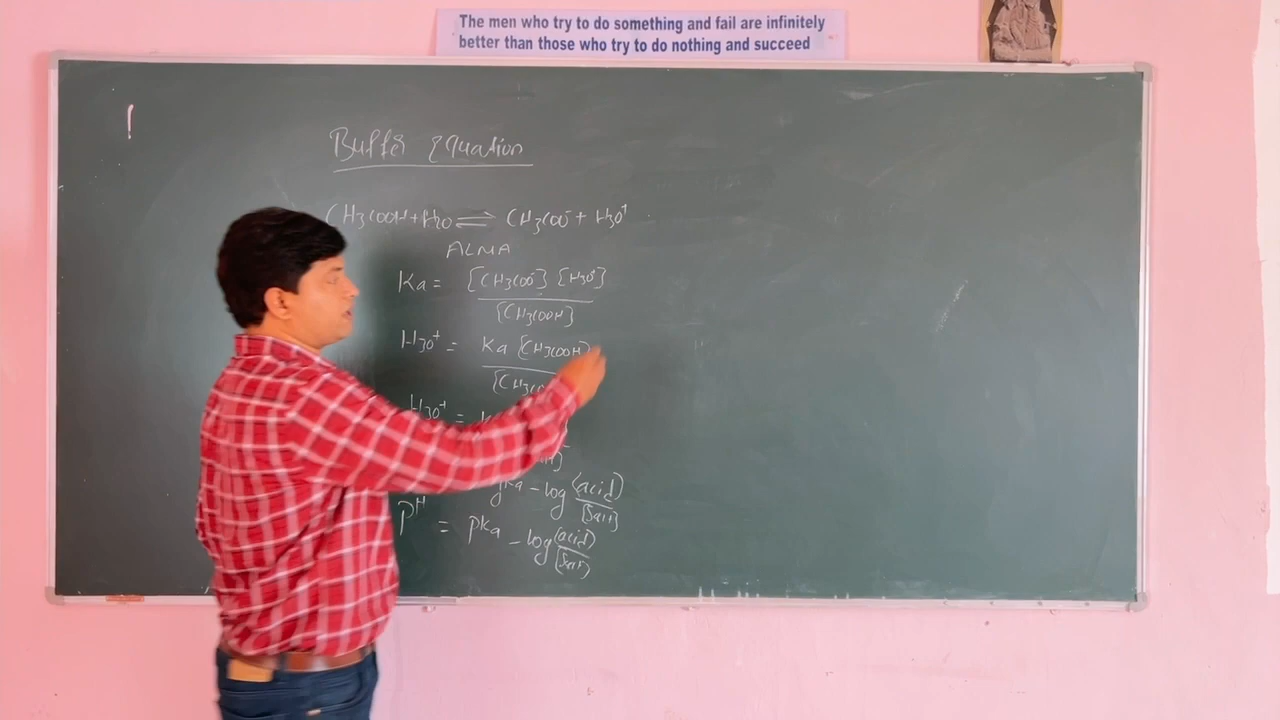 The men who try to do something and fail are infinitely
better than those who try to do nothing and succeed
Buffer Equation
CH3COOH + H2O ⇌ CH3COO⁻ + H3O⁺
ALMA
Ka = [CH3COO⁻] [H3O⁺]
[CH3COOH]
H3O⁺ = Ka [CH3COOH]
H3O⁺ =
Ka - log [acid]
[Salt]
PH = PKa - log [acid]
[Salt]